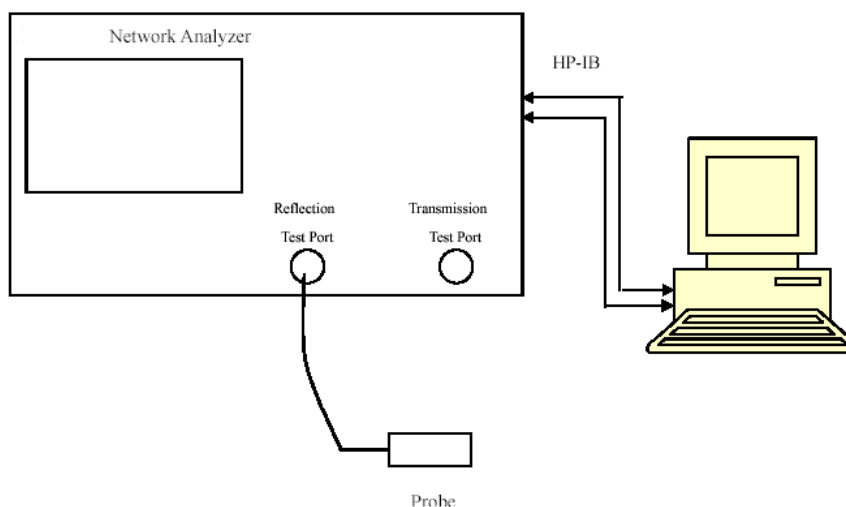 Network Analyzer
HP-IB
Reflection
Test Port
Transmission
Test Port
Probe